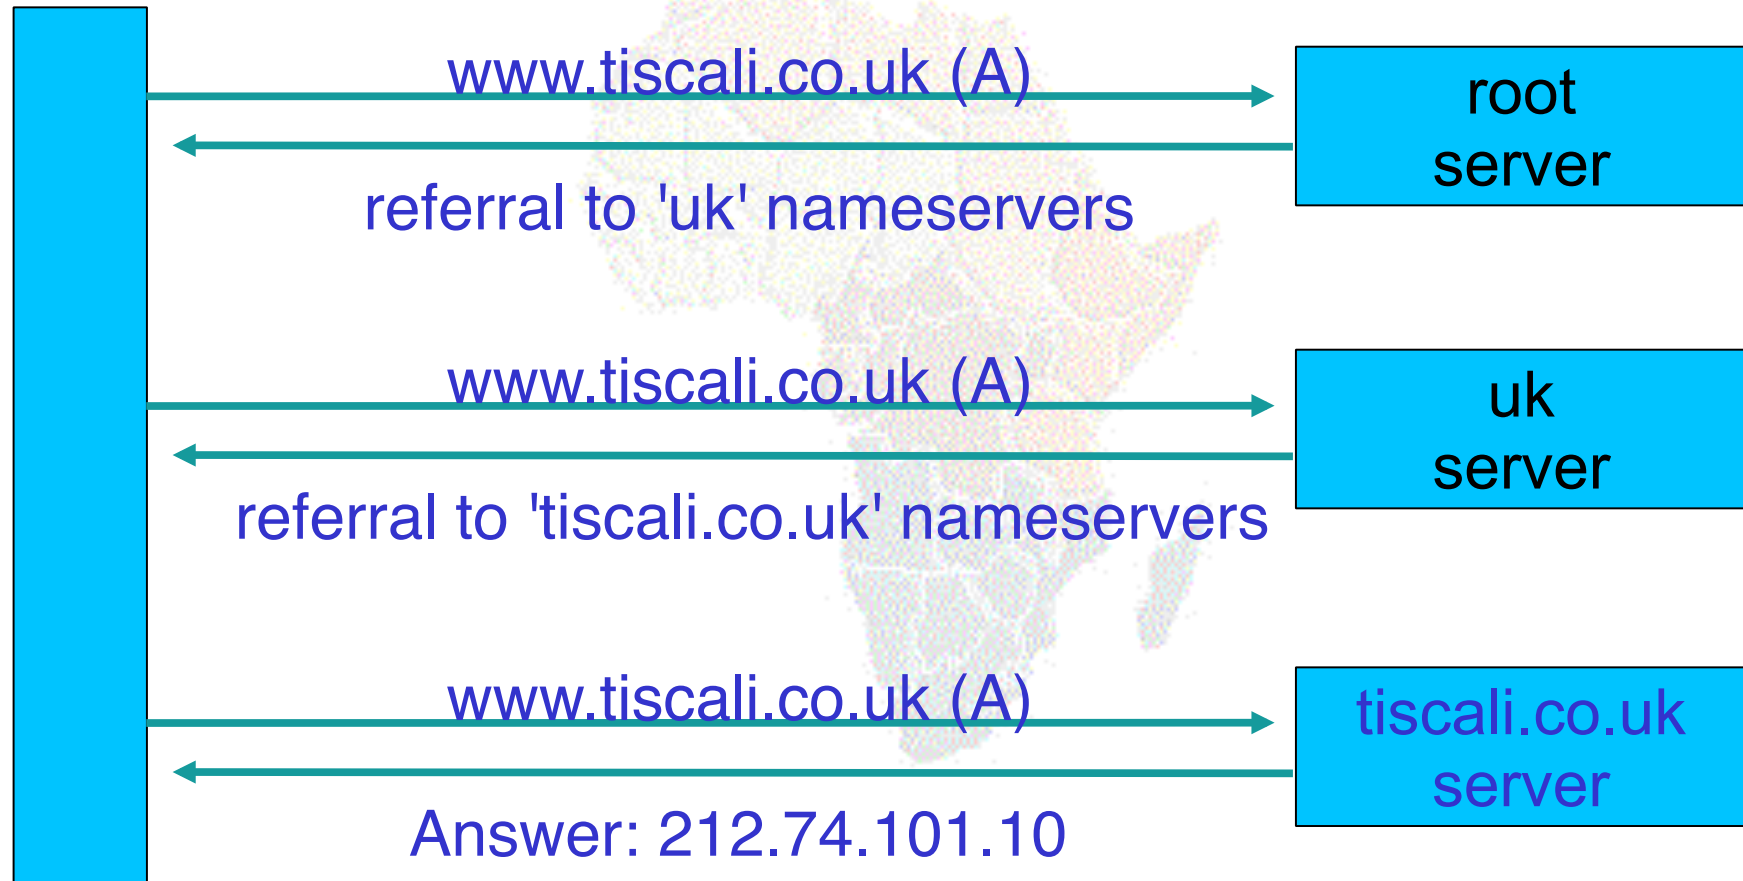 www.tiscali.co.uk (A)
root
server
referral to 'uk' nameservers
www.tiscali.co.uk (A)
uk
server
referral to 'tiscali.co.uk' nameservers
www.tiscali.co.uk (A)
tiscali.co.uk
server
Answer: 212.74.101.10